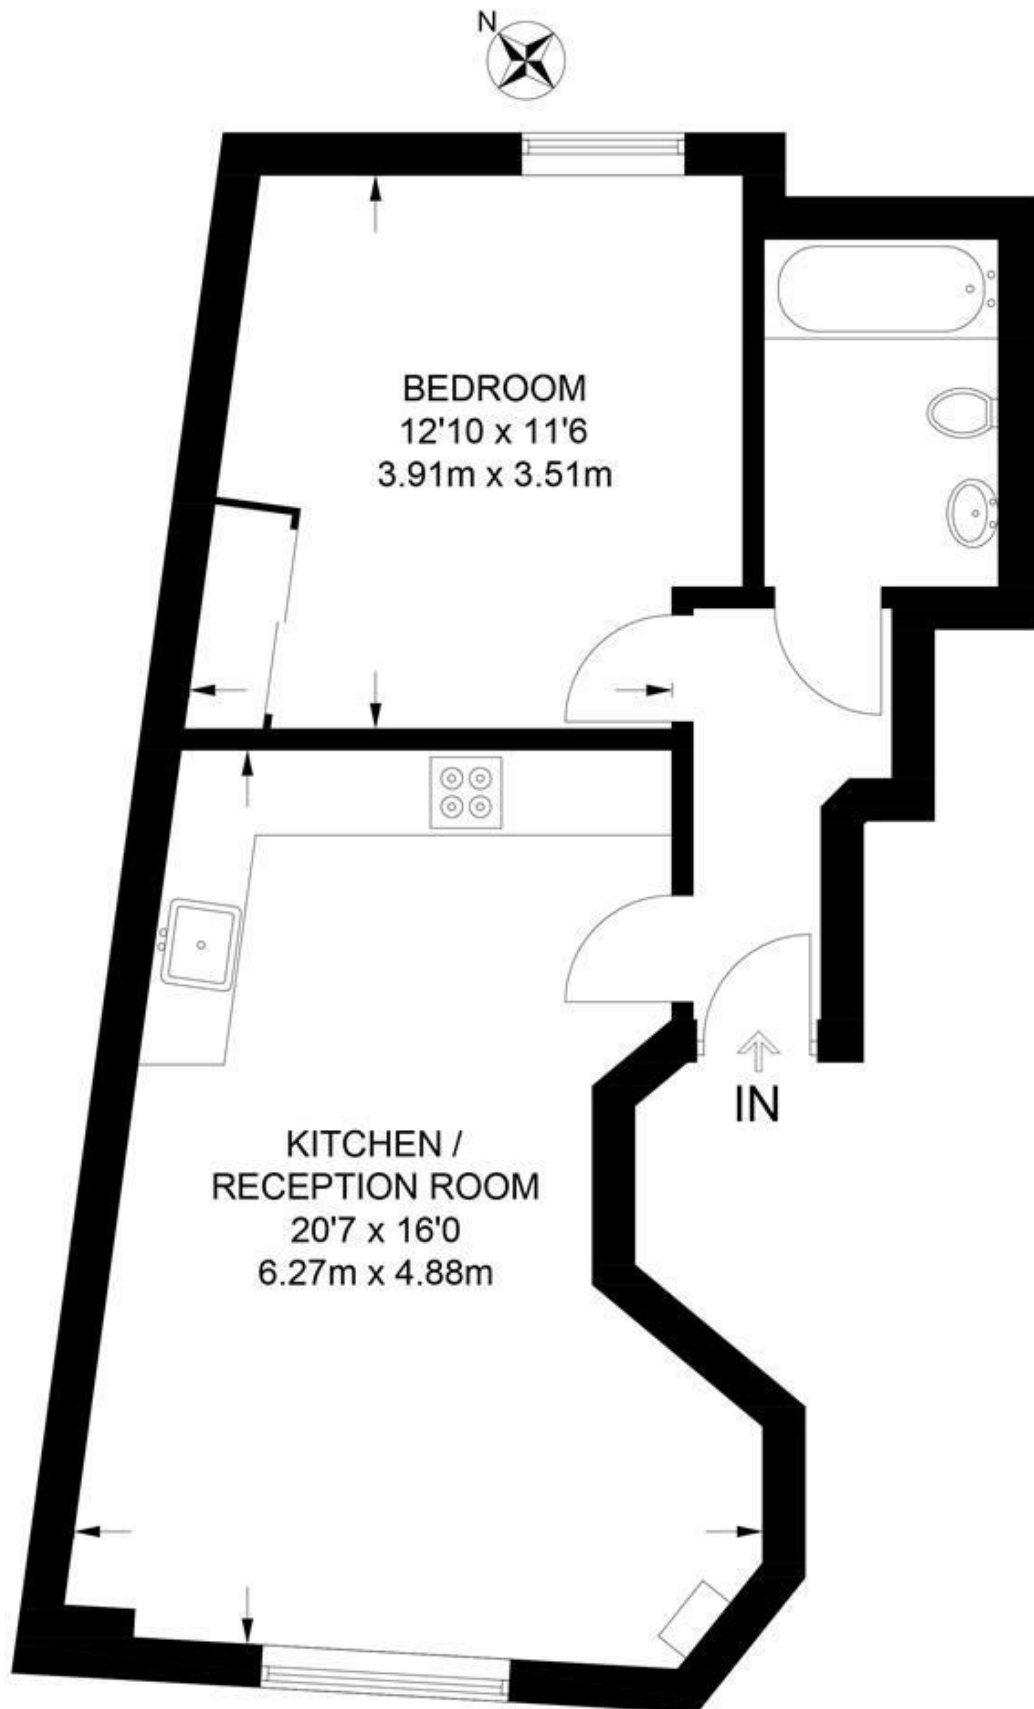 N
BEDROOM
12'10 x 11'6
3.91m x 3.51m
IN
KITCHEN /
RECEPTION ROOM
20'7 x 16'0
6.27m x 4.88m